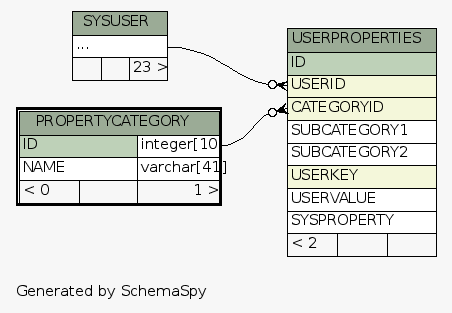 SYSUSER
...
23 >
USERPROPERTIES
ID
USERID
CATEGORYID
SUBCATEGORY1
SUBCATEGORY2
USERKEY
USERVALUE
SYSPROPERTY
< 2
PROPERTYCATEGORY
ID integer[10]
NAME varchar[41]
< 0 1 >
Generated by SchemaSpy